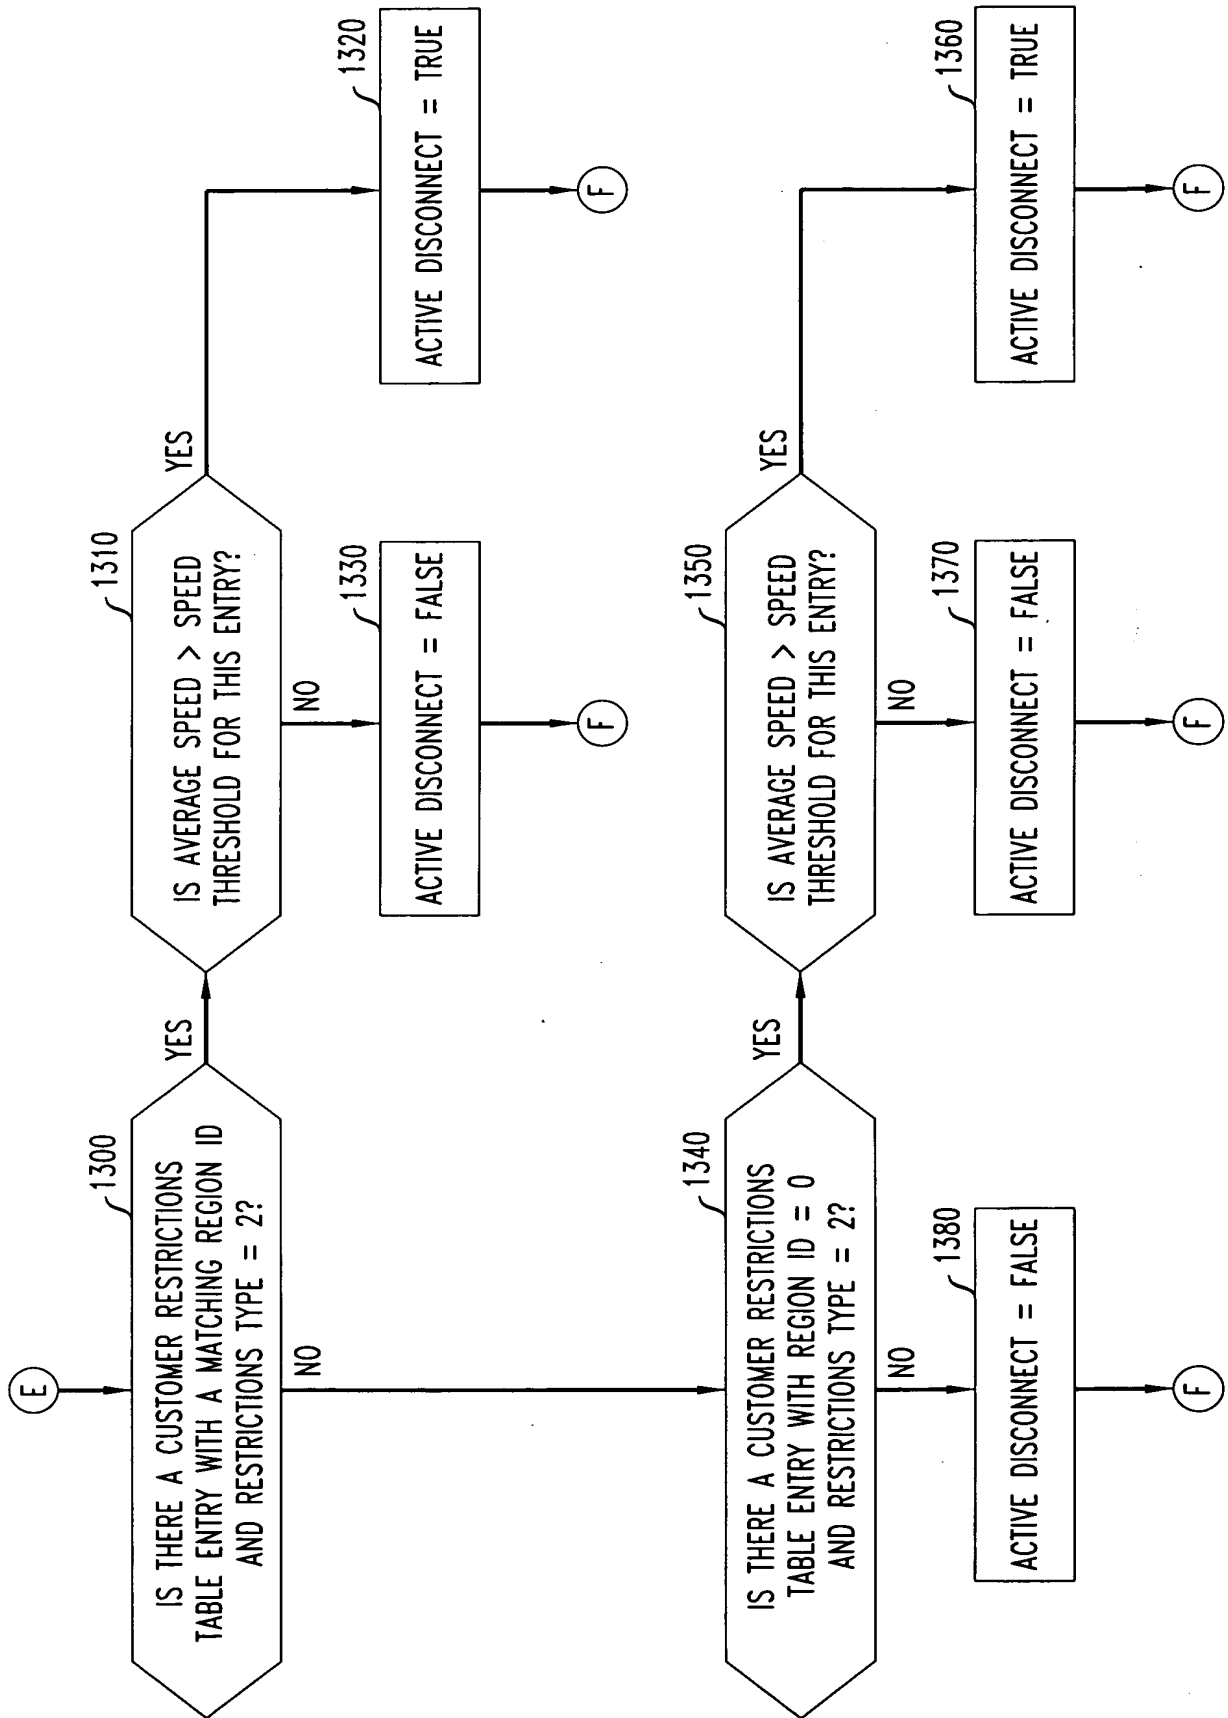 E
1300
IS THERE A CUSTOMER RESTRICTIONS
TABLE ENTRY WITH A MATCHING REGION ID
AND RESTRICTIONS TYPE = 2?
YES
NO
1310
IS AVERAGE SPEED > SPEED
THRESHOLD FOR THIS ENTRY?
YES
NO
1320
ACTIVE DISCONNECT = TRUE
F
1330
ACTIVE DISCONNECT = FALSE
F
1340
IS THERE A CUSTOMER RESTRICTIONS
TABLE ENTRY WITH REGION ID = 0
AND RESTRICTIONS TYPE = 2?
YES
NO
1350
IS AVERAGE SPEED > SPEED
THRESHOLD FOR THIS ENTRY?
YES
NO
1360
ACTIVE DISCONNECT = TRUE
F
1370
ACTIVE DISCONNECT = FALSE
F
1380
ACTIVE DISCONNECT = FALSE
F